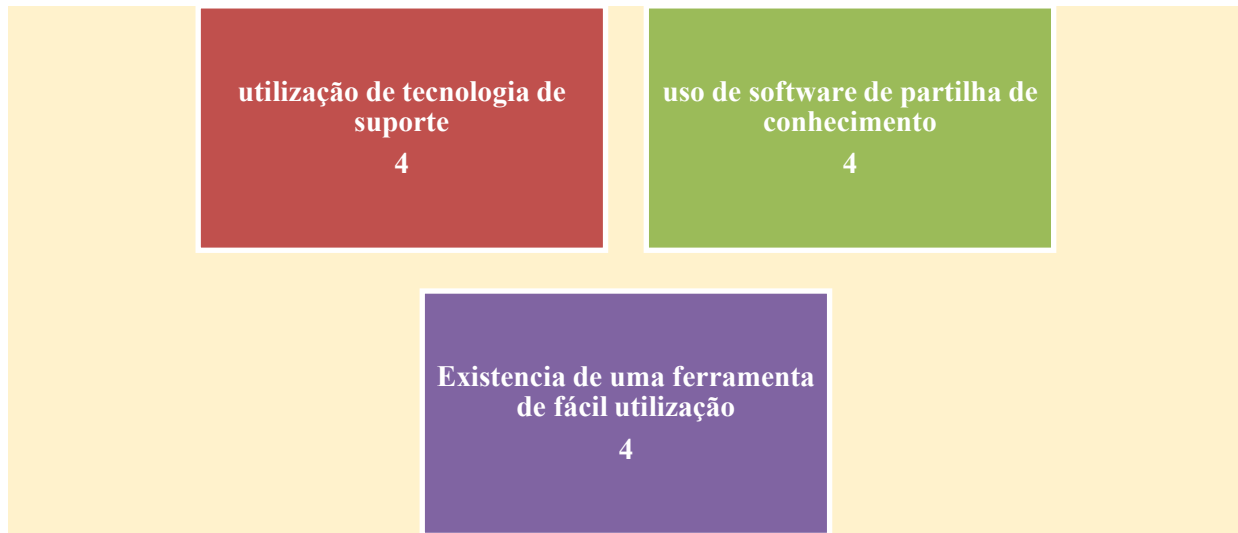 utilização de tecnologia de
suporte
4
uso de software de partilha de
conhecimento
4
Existencia de uma ferramenta
de fácil utilização
4